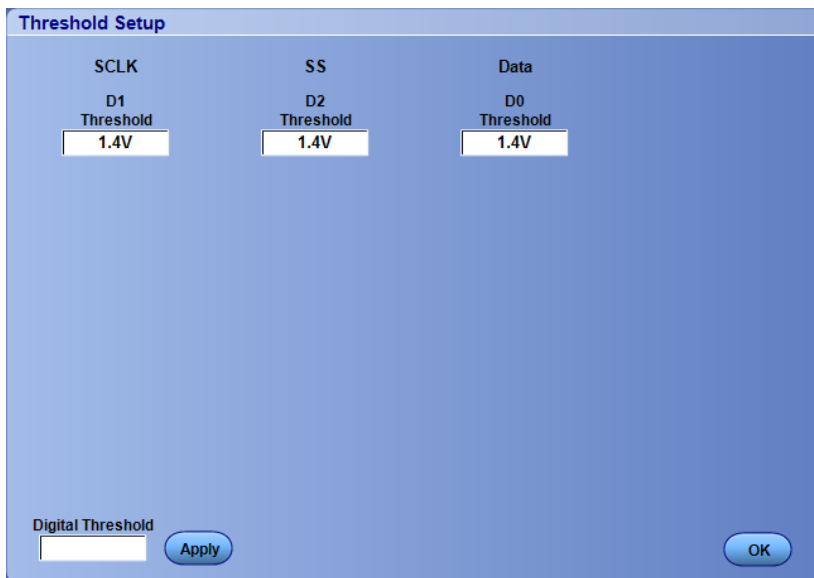 Threshold Setup
SCLK SS Data
D1 D2 D0
Threshold Threshold Threshold
1.4V 1.4V 1.4V
Digital Threshold
Apply OK